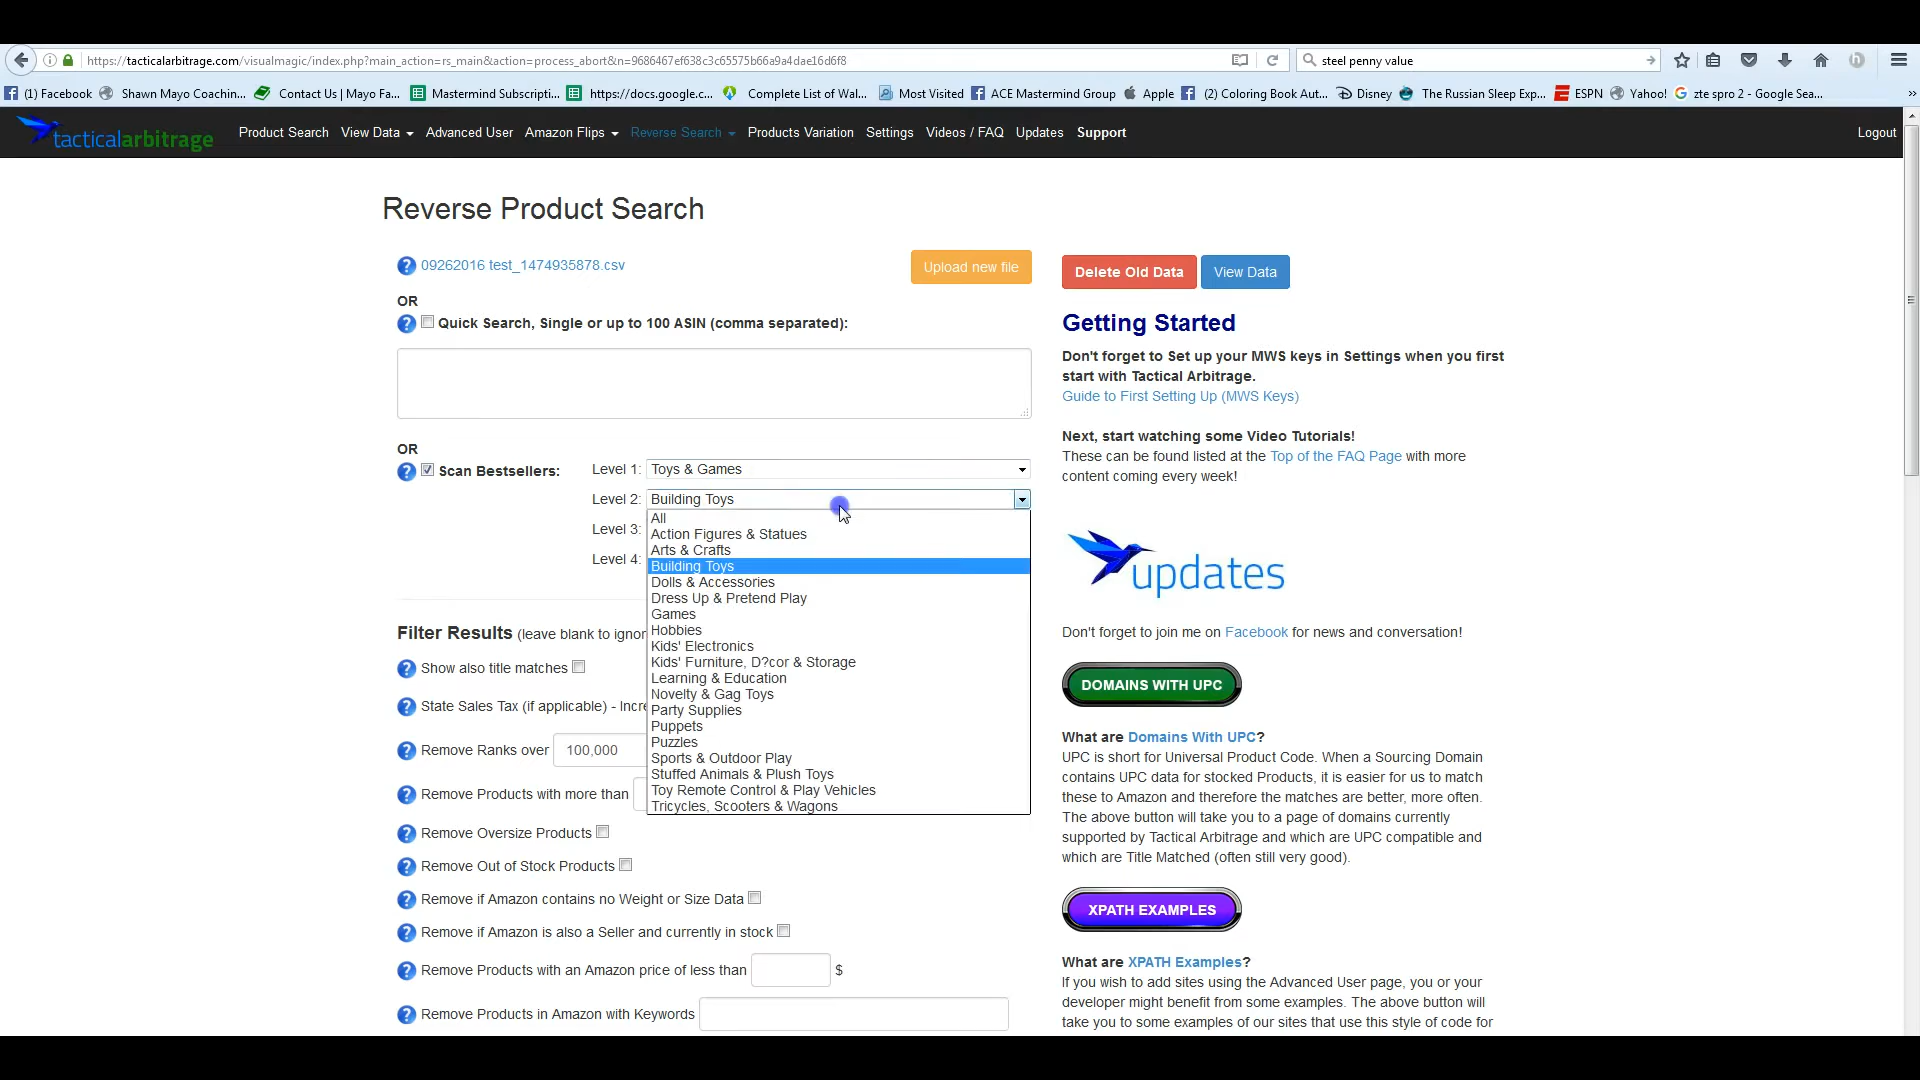 https://tacticalarbitrage.com/visualmagic/index.php?main_action=rs_main&action=process_abort&n=9686467ef638c3c65575b66a9a4dae16d6f8
steel penny value
(1) Facebook
Shawn Mayo Coachin...
Contact Us | Mayo Fa...
Mastermind Subscripti...
https://docs.google.c...
Complete List of Wal...
Most Visited
ACE Mastermind Group
Apple
(2) Coloring Book Aut...
Disney
The Russian Sleep Exp...
ESPN
Yahoo!
zte spro 2 - Google Sea...
tacticalarbitrage
Product Search
View Data
Advanced User
Amazon Flips
Reverse Search
Products Variation
Settings
Videos / FAQ
Updates
Support
Logout
Reverse Product Search
09262016 test_1474935878.csv
Upload new file
OR
Quick Search, Single or up to 100 ASIN (comma separated):
OR
Scan Bestsellers:
Level 1: Toys & Games
Level 2: Building Toys
Level 3:
Level 4:
All
Action Figures & Statues
Arts & Crafts
Building Toys
Dolls & Accessories
Dress Up & Pretend Play
Games
Hobbies
Kids' Electronics
Kids' Furniture, D?cor & Storage
Learning & Education
Novelty & Gag Toys
Party Supplies
Puppets
Puzzles
Sports & Outdoor Play
Stuffed Animals & Plush Toys
Toy Remote Control & Play Vehicles
Tricycles, Scooters & Wagons
Filter Results (leave blank to ignor
Show also title matches
State Sales Tax (if applicable) - Incre
Remove Ranks over 100,000
Remove Products with more than
Remove Oversize Products
Remove Out of Stock Products
Remove if Amazon contains no Weight or Size Data
Remove if Amazon is also a Seller and currently in stock
Remove Products with an Amazon price of less than $
Remove Products in Amazon with Keywords
Delete Old Data
View Data
Getting Started
Don't forget to Set up your MWS keys in Settings when you first
start with Tactical Arbitrage.
Guide to First Setting Up (MWS Keys)
Next, start watching some Video Tutorials!
These can be found listed at the Top of the FAQ Page with more
content coming every week!
updates
Don't forget to join me on Facebook for news and conversation!
DOMAINS WITH UPC
What are Domains With UPC?
UPC is short for Universal Product Code. When a Sourcing Domain
contains UPC data for stocked Products, it is easier for us to match
these to Amazon and therefore the matches are better, more often.
The above button will take you to a page of domains currently
supported by Tactical Arbitrage and which are UPC compatible and
which are Title Matched (often still very good).
XPATH EXAMPLES
What are XPATH Examples?
If you wish to add sites using the Advanced User page, you or your
developer might benefit from some examples. The above button will
take you to some examples of our sites that use this style of code for